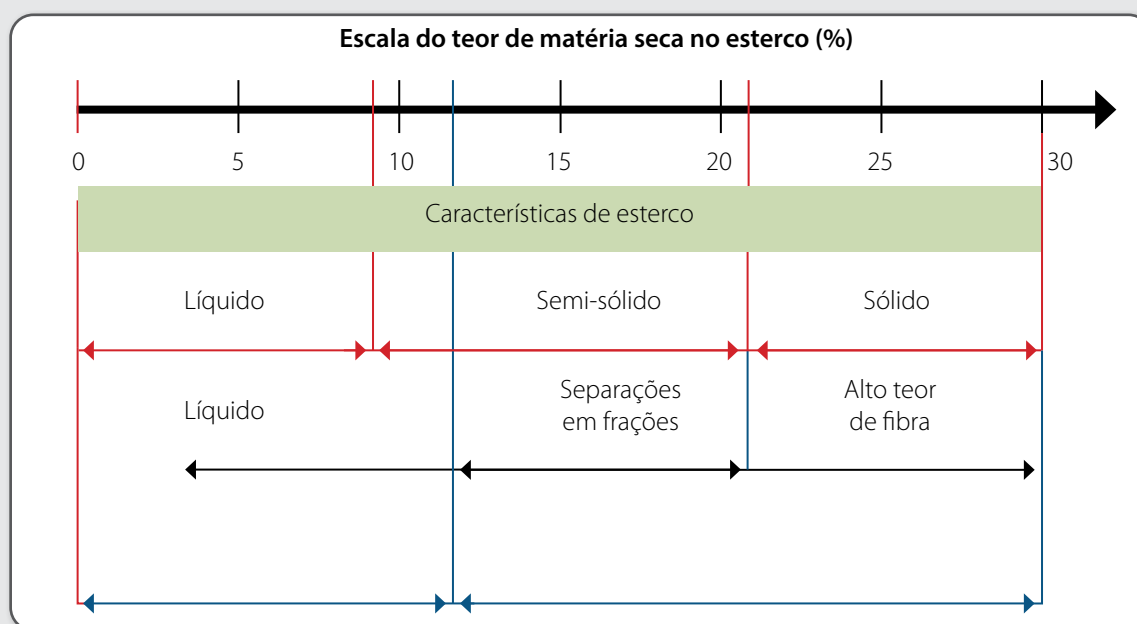 Escala do teor de matéria seca no esterco (%)
0 5 10 15 20 25 30
Características de esterco
Líquido Semi-sólido Sólido
Líquido Separações em frações Alto teor de fibra